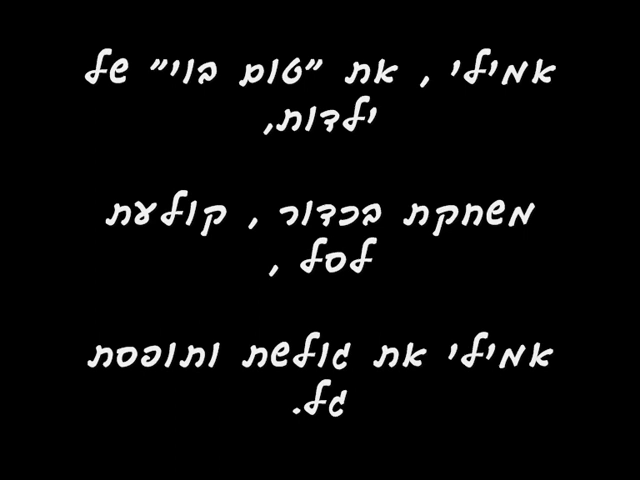 אמילי , את "טום בוי" של
ילדות,
משחקת בכדור , קולעת
לסל ,
אמילי את גולשת ותופסת
גל.